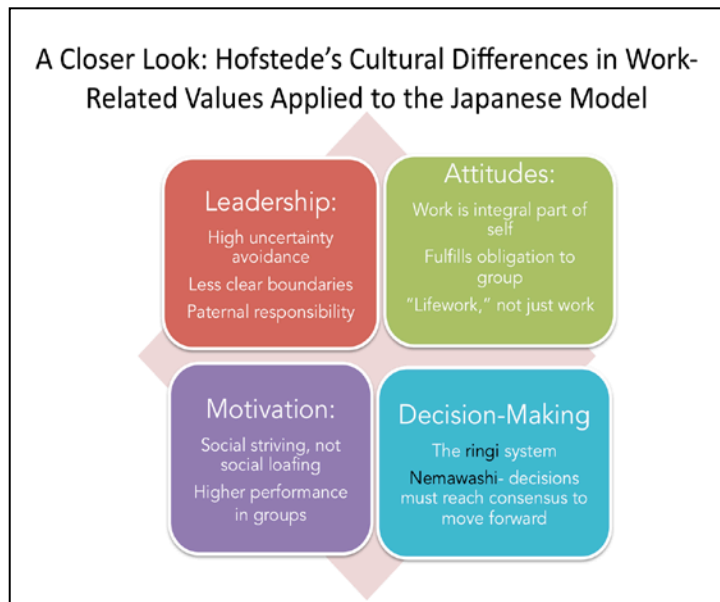 A Closer Look: Hofstede's Cultural Differences in Work-
Related Values Applied to the Japanese Model
Leadership:
High uncertainty
avoidance
Less clear boundaries
Paternal responsibility
Attitudes:
Work is integral part of
self
Fulfills obligation to
group
"Lifework," not just work
Motivation:
Social striving, not
social loafing
Higher performance
in groups
Decision-Making
The ringi system
Nemawashi- decisions
must reach consensus to
move forward